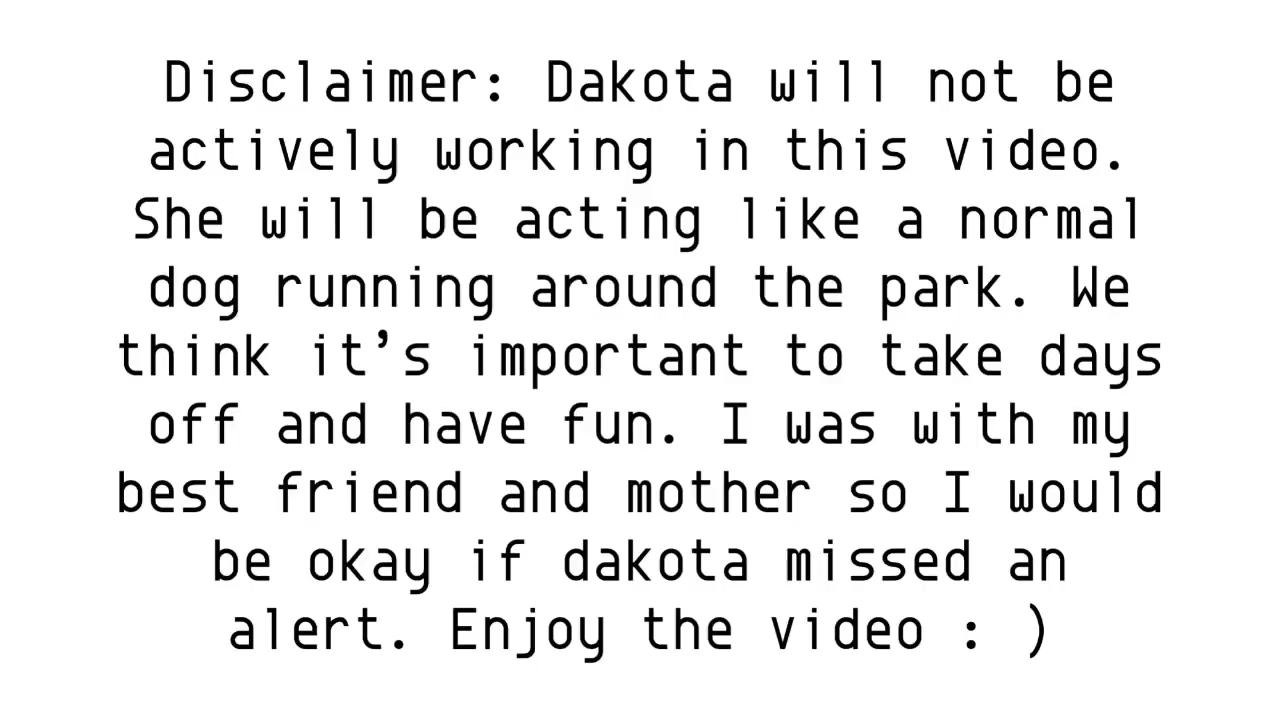 Disclaimer: Dakota will not be
actively working in this video.
She will be acting like a normal
dog running around the park. We
think it's important to take days
off and have fun. I was with my
best friend and mother so I would
be okay if dakota missed an
alert. Enjoy the video : )